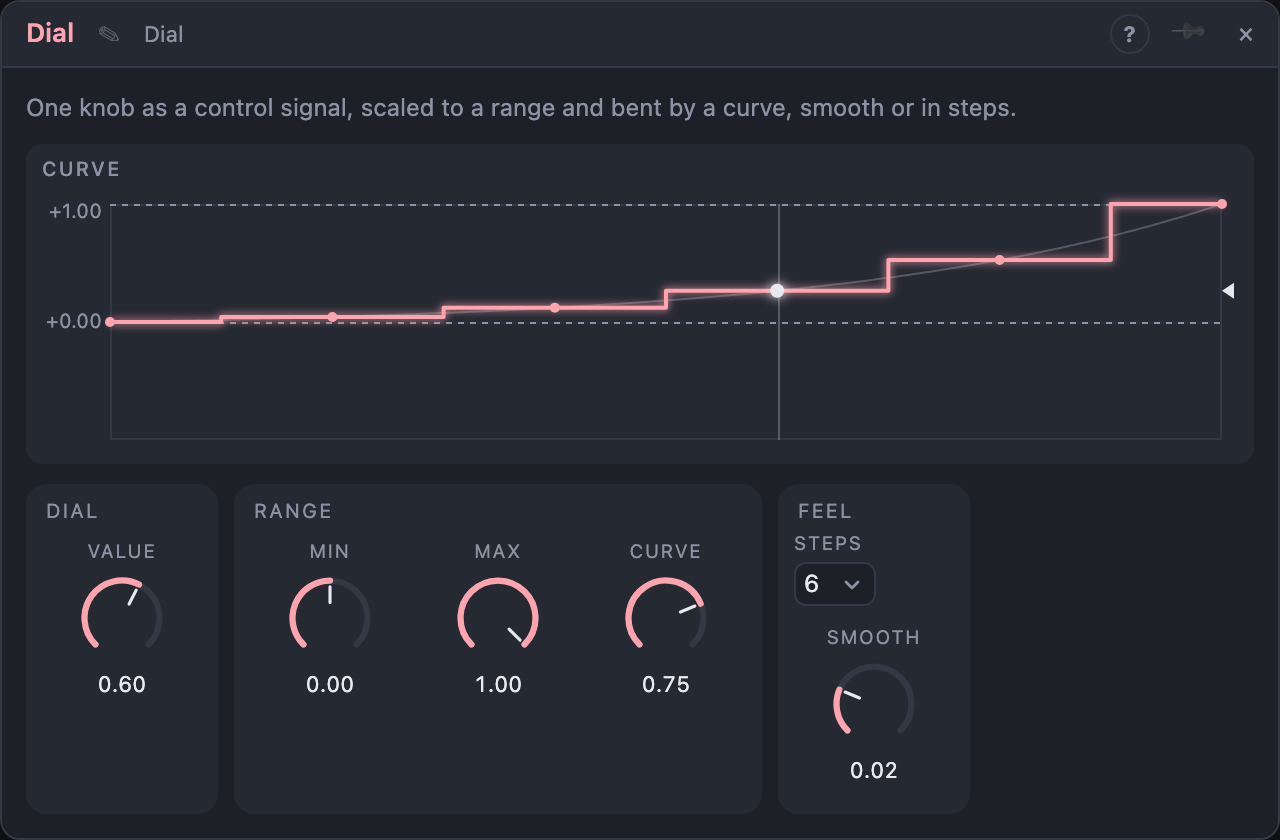 Dial ✎ Dial ? ×
One knob as a control signal, scaled to a range and bent by a curve, smooth or in steps.
CURVE
+1.00
+0.00
DIAL
VALUE
0.60
RANGE
MIN MAX CURVE
0.00 1.00 0.75
FEEL
STEPS
6
SMOOTH
0.02